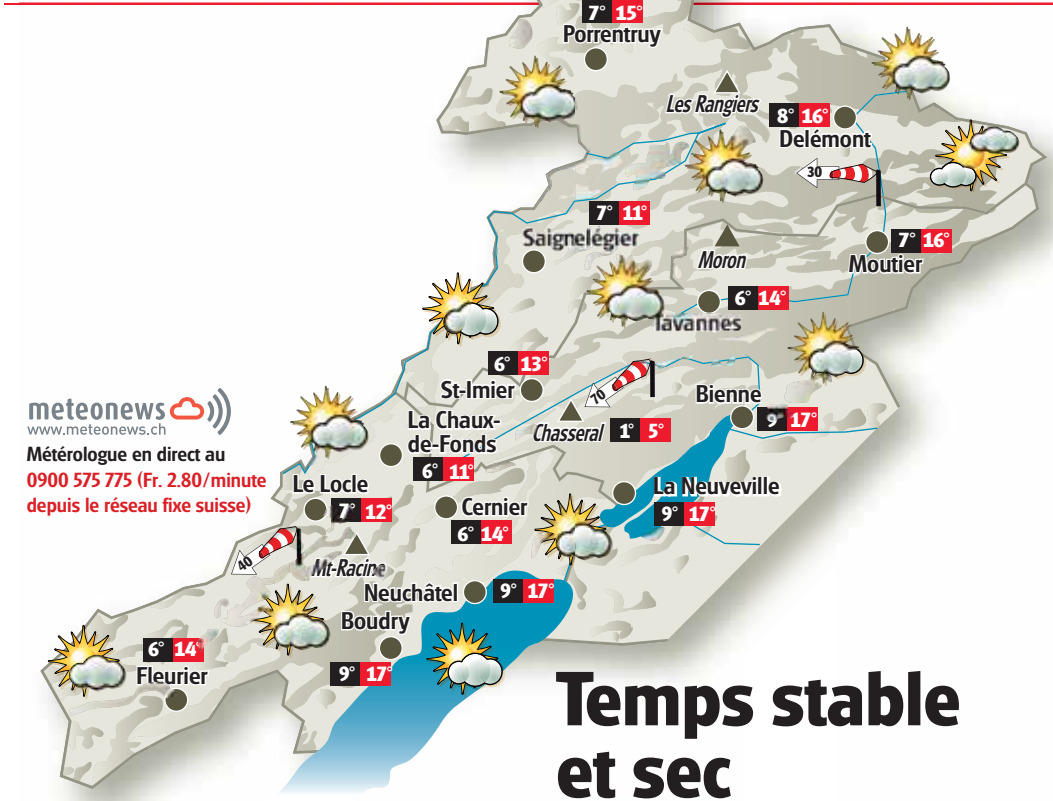 7° 15°
Porrentruy
Les Rangiers
8° 16°
Delémont
30
7° 11°
Saignelégier
Moron
7° 16°
Moutier
6° 14°
Tavannes
6° 13°
St-Imier
70
Bienne
9° 17°
meteonews
www.meteonews.ch
La Chaux-
de-Fonds
6° 11°
Chasseral 1° 5°
Métérologue en direct au
0900 575 775 (Fr. 2.80/minute
depuis le réseau fixe suisse)
Le Locle
7° 12°
Cernier
6° 14°
La Neuveville
9° 17°
40
Mt-Racine
Neuchâtel 9° 17°
Boudry
9° 17°
6° 14°
Fleurier
Temps stable
et sec